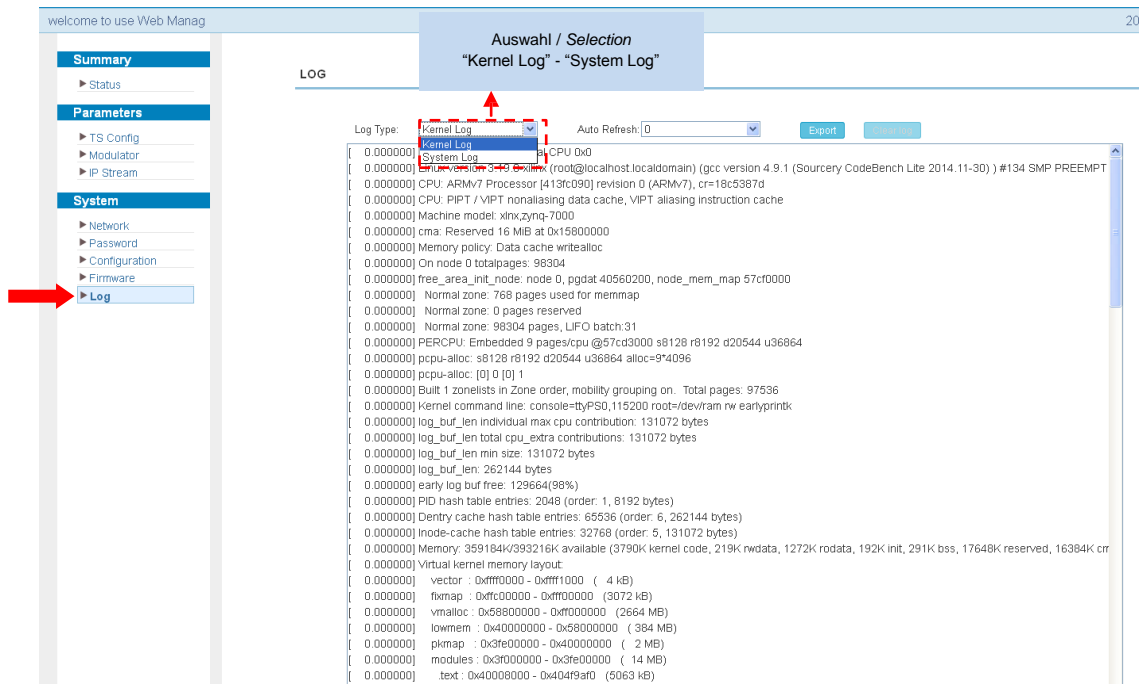 welcome to use Web Manag
20
Auswahl / Selection
“Kernel Log” - “System Log”
Summary
Status
Parameters
TS Config
Modulator
IP Stream
System
Network
Password
Configuration
Firmware
Log
LOG
Log Type: Kernel Log Auto Refresh: 0 Export
Kernel Log
System Log
[ 0.000000] al CPU 0x0
[ 0.000000] Linux version 3.19.0-xilinx (root@localhost.localdomain) (gcc version 4.9.1 (Sourcery CodeBench Lite 2014.11-30) ) #134 SMP PREEMPT
[ 0.000000] CPU: ARMv7 Processor [413fc090] revision 0 (ARMv7), cr=18c5387d
[ 0.000000] CPU: PIPT / VIPT nonaliasing data cache, VIPT aliasing instruction cache
[ 0.000000] Machine model: xlnx,zynq-7000
[ 0.000000] cma: Reserved 16 MiB at 0x15800000
[ 0.000000] Memory policy: Data cache writealloc
[ 0.000000] On node 0 totalpages: 98304
[ 0.000000] free_area_init_node: node 0, pgdat 40560200, node_mem_map 57cf0000
[ 0.000000] Normal zone: 768 pages used for memmap
[ 0.000000] Normal zone: 0 pages reserved
[ 0.000000] Normal zone: 98304 pages, LIFO batch:31
[ 0.000000] PERCPU: Embedded 9 pages/cpu @57cd3000 s8128 r8192 d20544 u36864
[ 0.000000] pcpu-alloc: s8128 r8192 d20544 u36864 alloc=9*4096
[ 0.000000] pcpu-alloc: [0] 0 [0] 1
[ 0.000000] Built 1 zonelists in Zone order, mobility grouping on. Total pages: 97536
[ 0.000000] Kernel command line: console=ttyPS0,115200 root=/dev/ram rw earlyprintk
[ 0.000000] log_buf_len individual max cpu contribution: 131072 bytes
[ 0.000000] log_buf_len total cpu_extra contributions: 131072 bytes
[ 0.000000] log_buf_len min size: 131072 bytes
[ 0.000000] log_buf_len: 262144 bytes
[ 0.000000] early log buf free: 129664(98%)
[ 0.000000] PID hash table entries: 2048 (order: 1, 8192 bytes)
[ 0.000000] Dentry cache hash table entries: 65536 (order: 6, 262144 bytes)
[ 0.000000] Inode-cache hash table entries: 32768 (order: 5, 131072 bytes)
[ 0.000000] Memory: 359184K/393216K available (3790K kernel code, 219K rwdata, 1272K rodata, 192K init, 291K bss, 17648K reserved, 16384K cm
[ 0.000000] Virtual kernel memory layout:
[ 0.000000] vector : 0xffff0000 - 0xffff1000 ( 4 kB)
[ 0.000000] fixmap : 0xffc00000 - 0xfff00000 (3072 kB)
[ 0.000000] vmalloc : 0x58800000 - 0xff000000 (2664 MB)
[ 0.000000] lowmem : 0x40000000 - 0x58000000 ( 384 MB)
[ 0.000000] pkmap : 0x3fe00000 - 0x40000000 ( 2 MB)
[ 0.000000] modules : 0x3f000000 - 0x3fe00000 ( 14 MB)
[ 0.000000] .text : 0x40008000 - 0x404f9af0 (5063 kB)